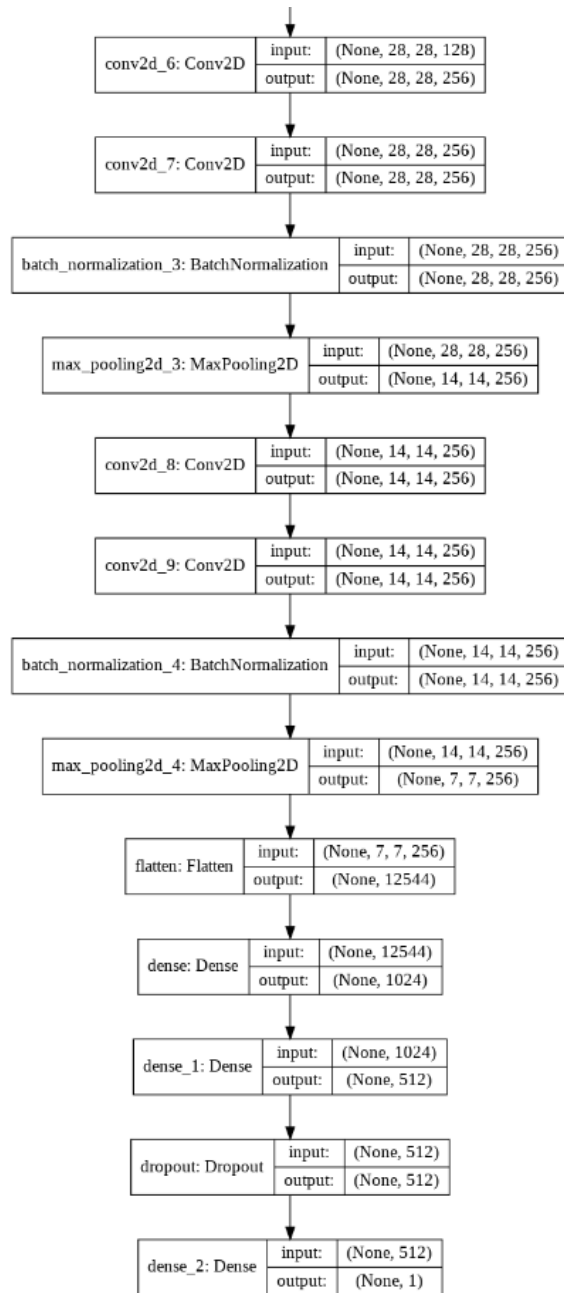 conv2d_6: Conv2D input: (None, 28, 28, 128)
output: (None, 28, 28, 256)
conv2d_7: Conv2D input: (None, 28, 28, 256)
output: (None, 28, 28, 256)
batch_normalization_3: BatchNormalization input: (None, 28, 28, 256)
output: (None, 28, 28, 256)
max_pooling2d_3: MaxPooling2D input: (None, 28, 28, 256)
output: (None, 14, 14, 256)
conv2d_8: Conv2D input: (None, 14, 14, 256)
output: (None, 14, 14, 256)
conv2d_9: Conv2D input: (None, 14, 14, 256)
output: (None, 14, 14, 256)
batch_normalization_4: BatchNormalization input: (None, 14, 14, 256)
output: (None, 14, 14, 256)
max_pooling2d_4: MaxPooling2D input: (None, 14, 14, 256)
output: (None, 7, 7, 256)
flatten: Flatten input: (None, 7, 7, 256)
output: (None, 12544)
dense: Dense input: (None, 12544)
output: (None, 1024)
dense_1: Dense input: (None, 1024)
output: (None, 512)
dropout: Dropout input: (None, 512)
output: (None, 512)
dense_2: Dense input: (None, 512)
output: (None, 1)